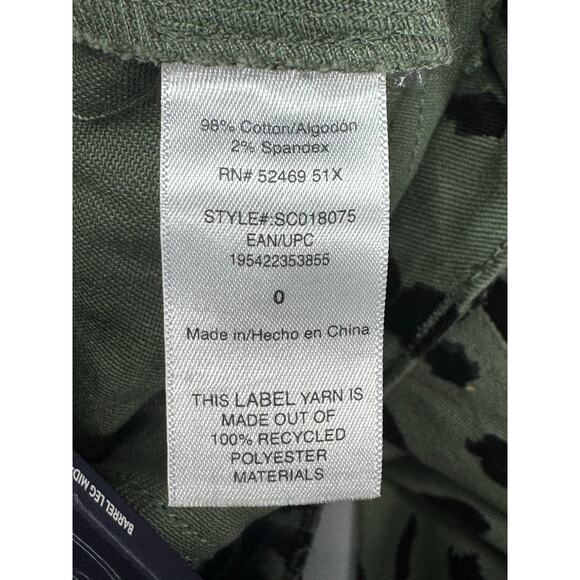 98% Cotton/Algodón
2% Spandex
RN# 52469 51X
STYLE#:SC018075
EAN/UPC
195422353855
0
Made in/Hecho en China
THIS LABEL YARN IS
MADE OUT OF
100% RECYCLED
POLYESTER
MATERIALS
BARREL LEG